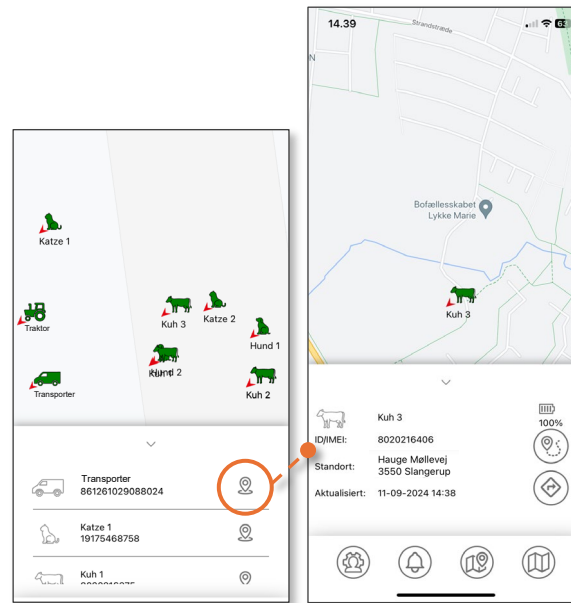 Katze 1
Traktor
Transporter
Kuh 3
Katze 2
Hund 1
Hund 2
Kuh 2
Transporter
861261029088024
Katze 1
19175468758
Kuh 1
14.39
Strandstræde
63
N
Bofællesskabet
Lykke Marie
Kuh 3
Kuh 3
100%
ID/IMEI: 8020216406
Standort: Hauge Møllevej
3550 Slangerup
Aktualisiert: 11-09-2024 14:38